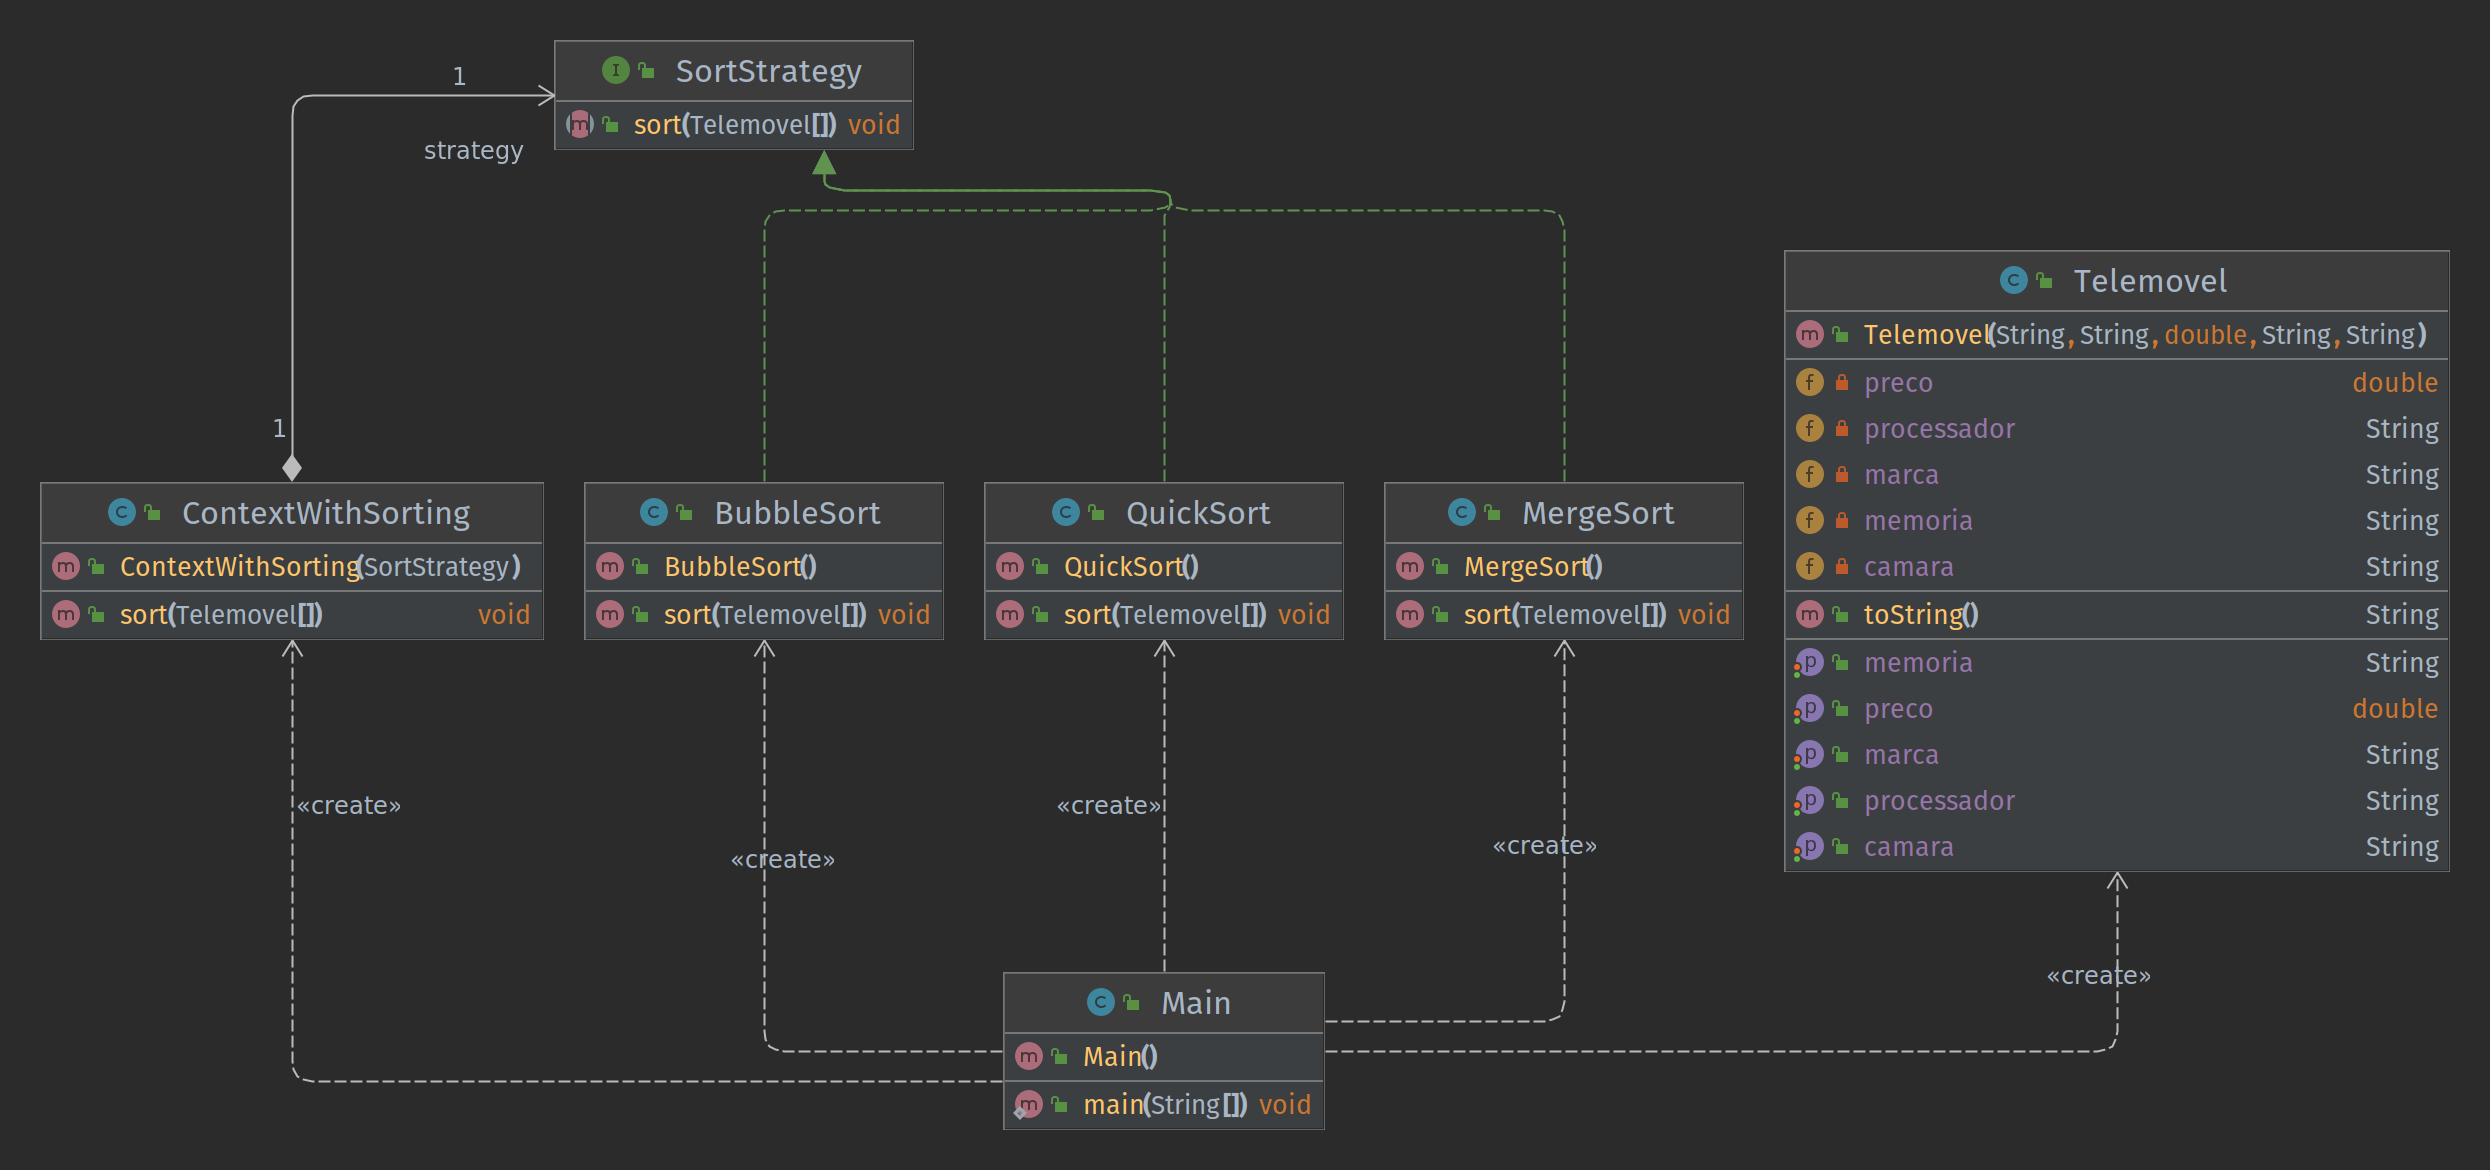 SortStrategy
sort(Telemovel[]) void
1
strategy
1
ContextWithSorting
ContextWithSorting(SortStrategy)
sort(Telemovel[]) void
BubbleSort
BubbleSort()
sort(Telemovel[]) void
QuickSort
QuickSort()
sort(Telemovel[]) void
MergeSort
MergeSort()
sort(Telemovel[]) void
Telemovel
Telemovel(String, String, double, String, String)
preco double
processador String
marca String
memoria String
camara String
toString() String
memoria String
preco double
marca String
processador String
camara String
«create»
«create»
«create»
«create»
«create»
Main
Main()
main(String[]) void